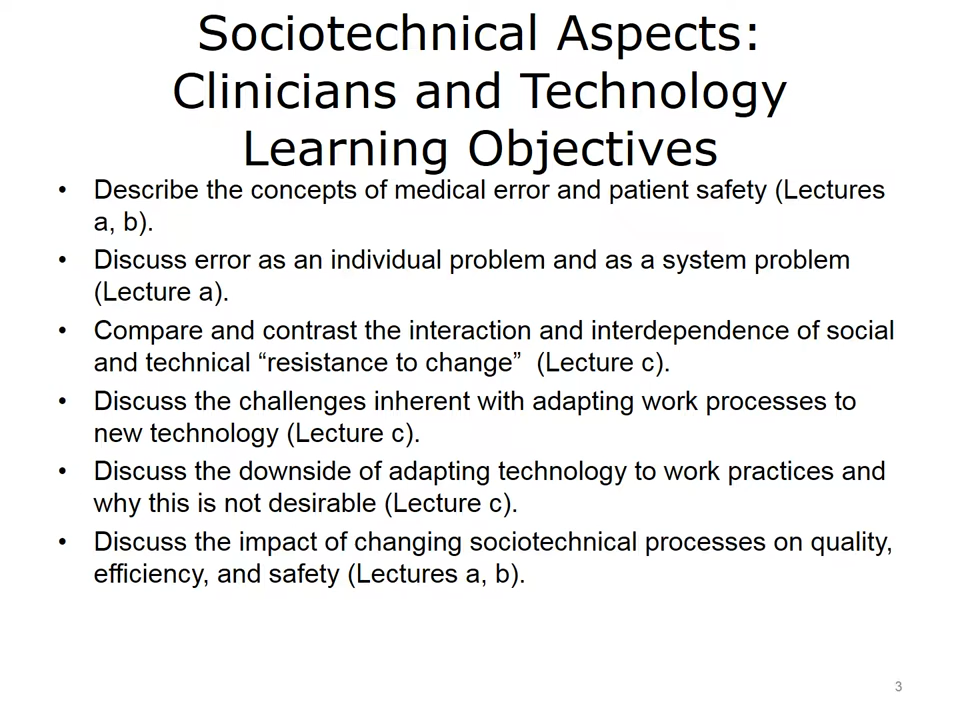 Sociotechnical Aspects:
Clinicians and Technology
Learning Objectives
• Describe the concepts of medical error and patient safety (Lectures
a, b).
• Discuss error as an individual problem and as a system problem
(Lecture a).
• Compare and contrast the interaction and interdependence of social
and technical “resistance to change”  (Lecture c).
• Discuss the challenges inherent with adapting work processes to
new technology (Lecture c).
• Discuss the downside of adapting technology to work practices and
why this is not desirable (Lecture c).
• Discuss the impact of changing sociotechnical processes on quality,
efficiency, and safety (Lectures a, b).
3